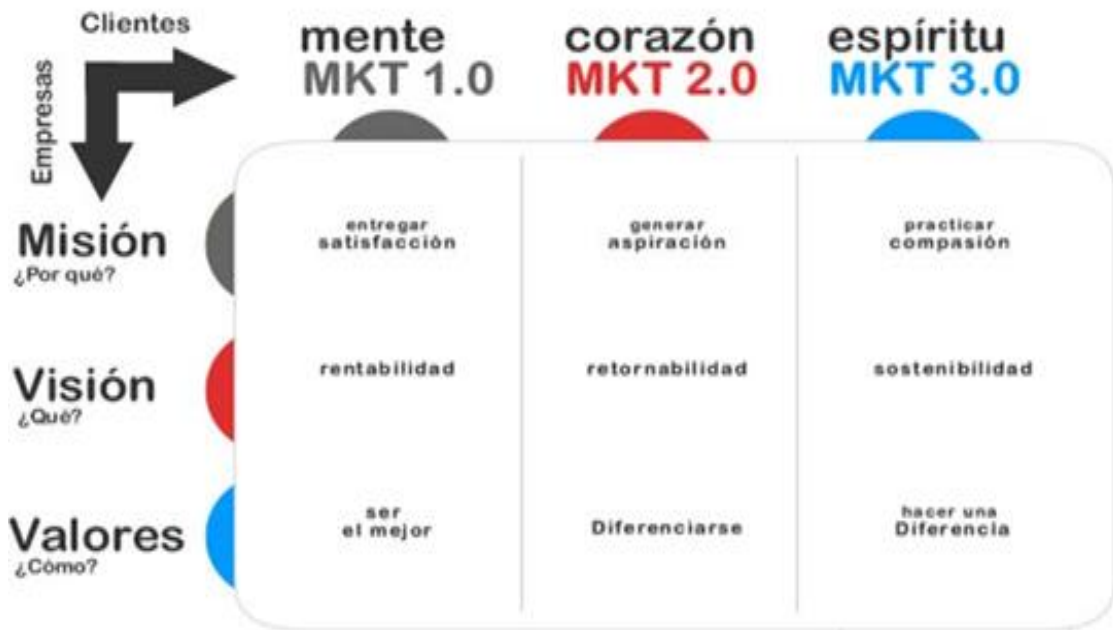 Clientes
Empresas
mente
MKT 1.0
corazón
MKT 2.0
espíritu
MKT 3.0
Misión
¿Por qué?
entregar
satisfacción
generar
aspiración
practicar
compasión
Visión
¿Qué?
rentabilidad
retornabilidad
sostenibilidad
Valores
¿Cómo?
ser
el mejor
Diferenciarse
hacer una
Diferencia